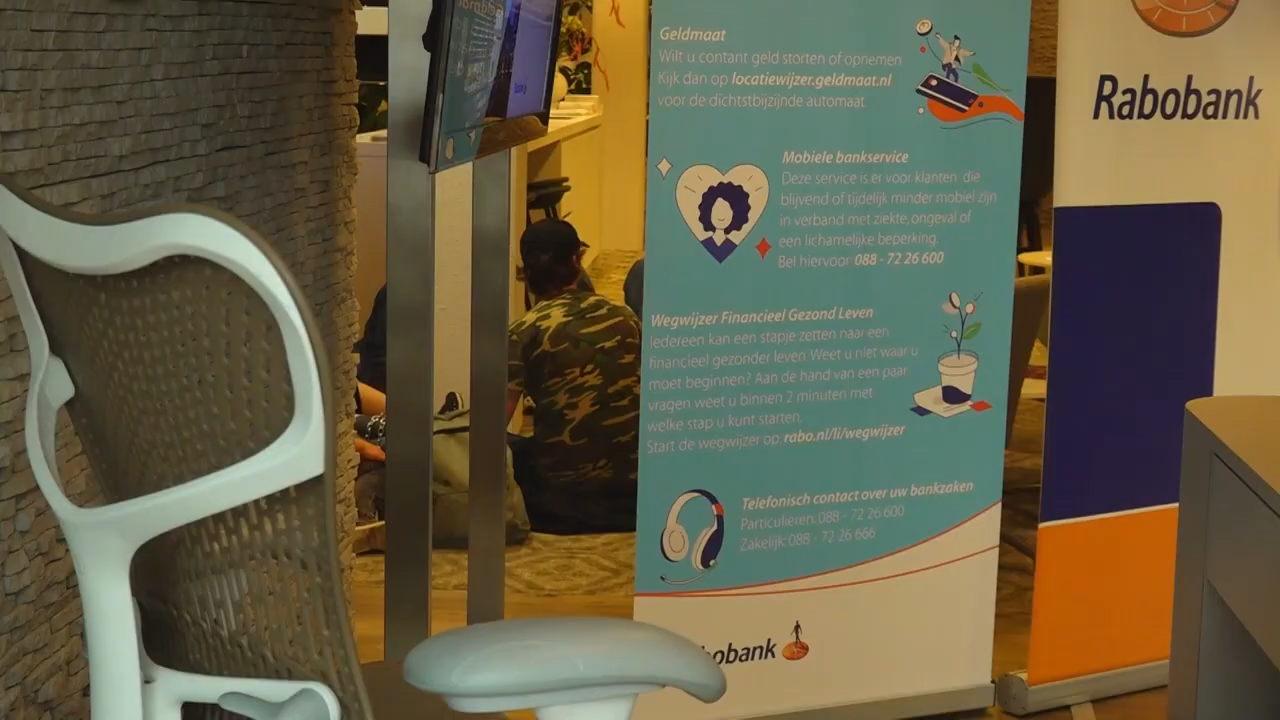 Geldmaat
Wilt u contant geld storten of opnemen
Kijk dan op locatiewijzer.geldmaat.nl
voor de dichtstbijzijnde automaat
Rabobank
Mobiele bankservice
Deze service is er voor klanten die
blijvend of tijdelijk minder mobiel zijn
in verband met ziekte, ongeval of
een lichamelijke beperking.
Bel hiervoor: 088 - 72 26 600
Wegwijzer Financieel Gezond Leven
Iedereen kan een stapje zetten naar een
financieel gezonder leven. Weet u niet waar u
moet beginnen? Aan de hand van een paar
vragen weet u binnen 2 minuten met
welke stap u kunt starten.
Start de wegwijzer op: rabo.nl/li/wegwijzer
Telefonisch contact over uw bankzaken
Particulieren: 088 - 72 26 600
Zakelijk: 088 - 72 26 666
obank